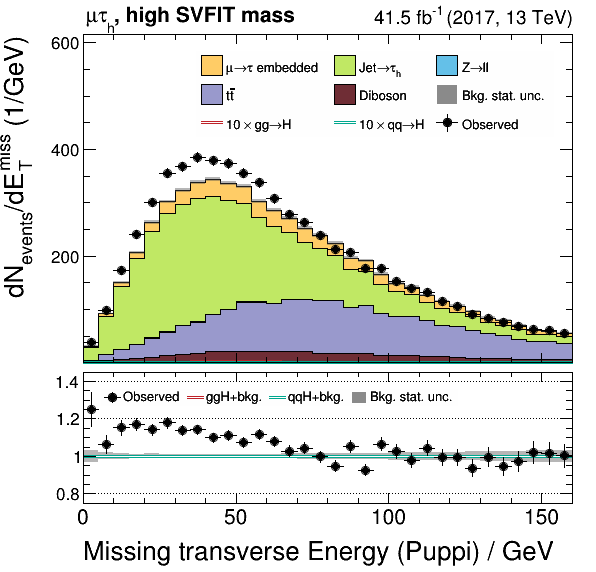 μτh, high SVFIT mass 41.5 fb-1 (2017, 13 TeV)
600
400
200
dNevents/dETmiss (1/GeV)
μ→τ embedded Jet→τh Z→ll
tt̄ Diboson Bkg. stat. unc.
10 × gg→H 10 × qq→H Observed
1.4
1.2
1
0.8
Observed ggH+bkg. qqH+bkg. Bkg. stat. unc.
0 50 100 150
Missing transverse Energy (Puppi) / GeV